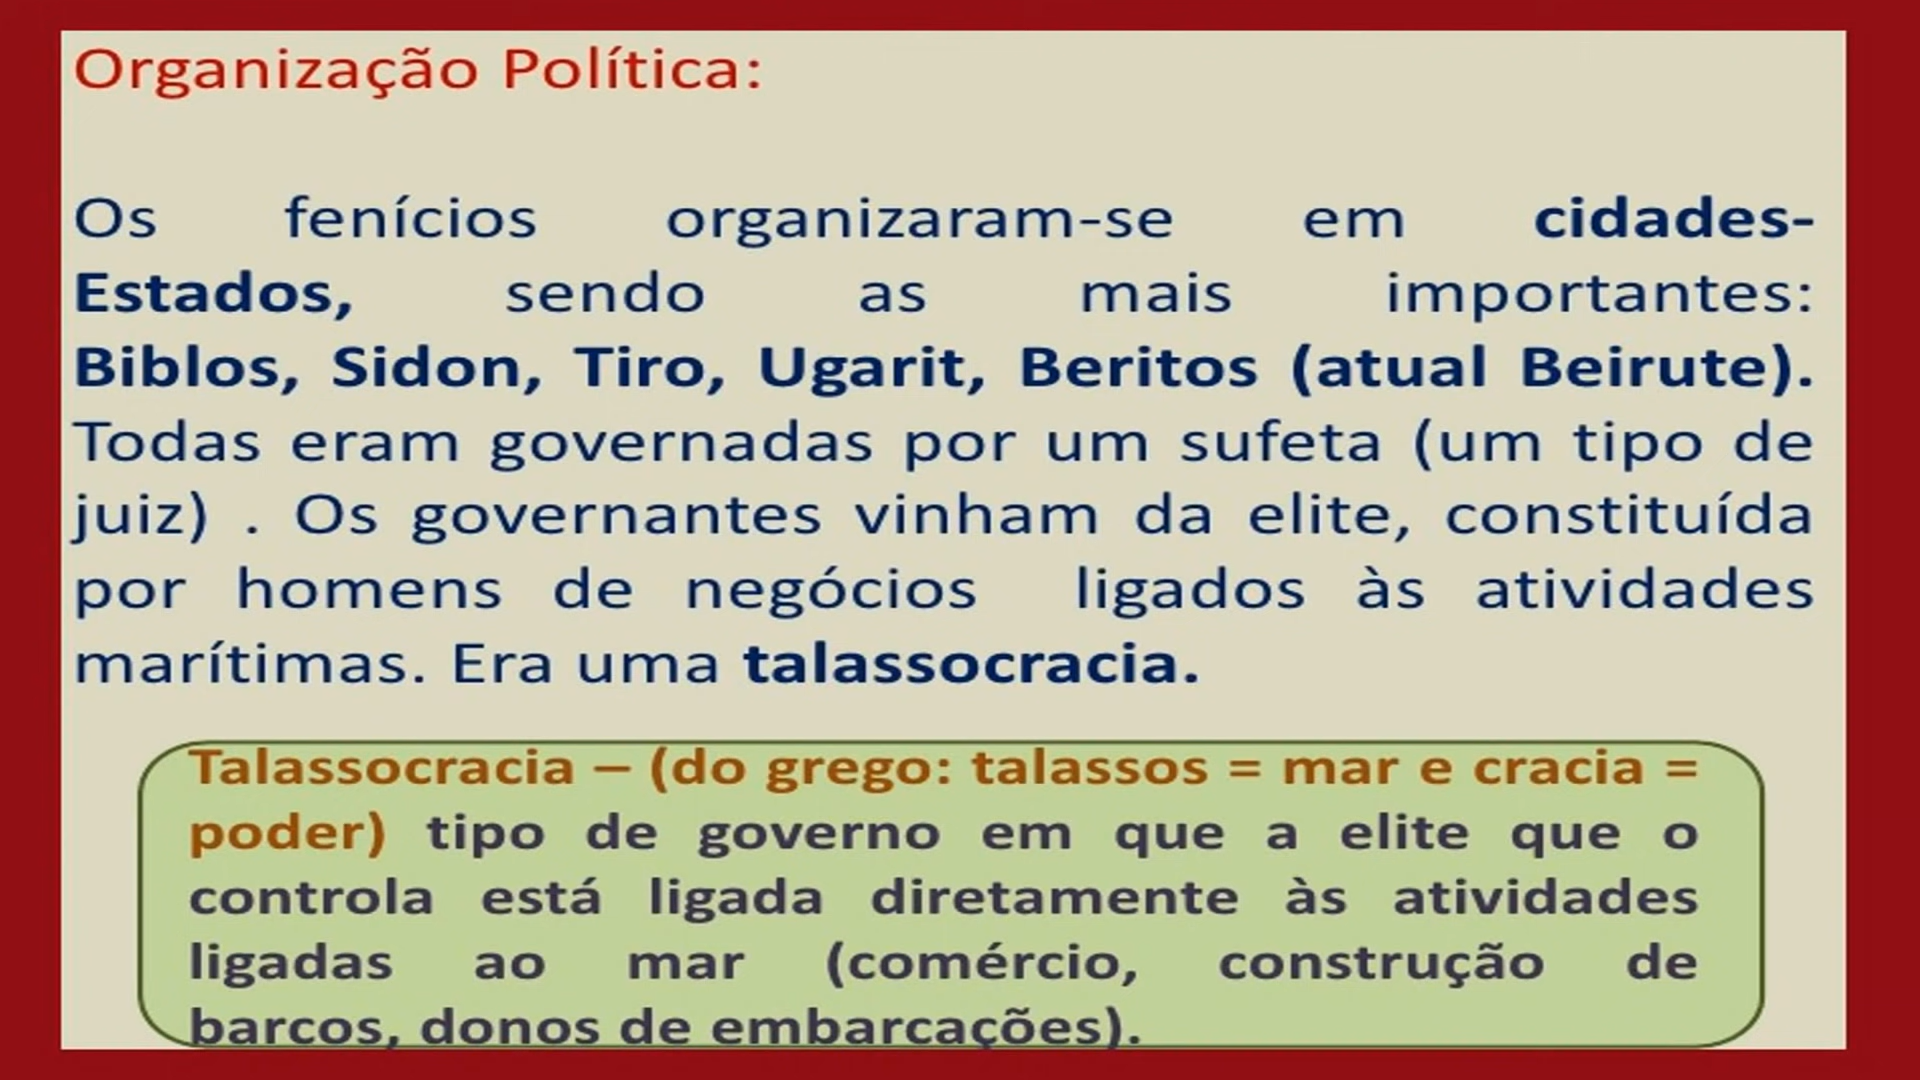 Organização Política:
Os fenícios organizaram-se em cidades-
Estados, sendo as mais importantes:
Biblos, Sidon, Tiro, Ugarit, Beritos (atual Beirute).
Todas eram governadas por um sufeta (um tipo de
juiz) . Os governantes vinham da elite, constituída
por homens de negócios ligados às atividades
marítimas. Era uma talassocracia.
Talassocracia – (do grego: talassos = mar e cracia =
poder) tipo de governo em que a elite que o
controla está ligada diretamente às atividades
ligadas ao mar (comércio, construção de
barcos, donos de embarcações).